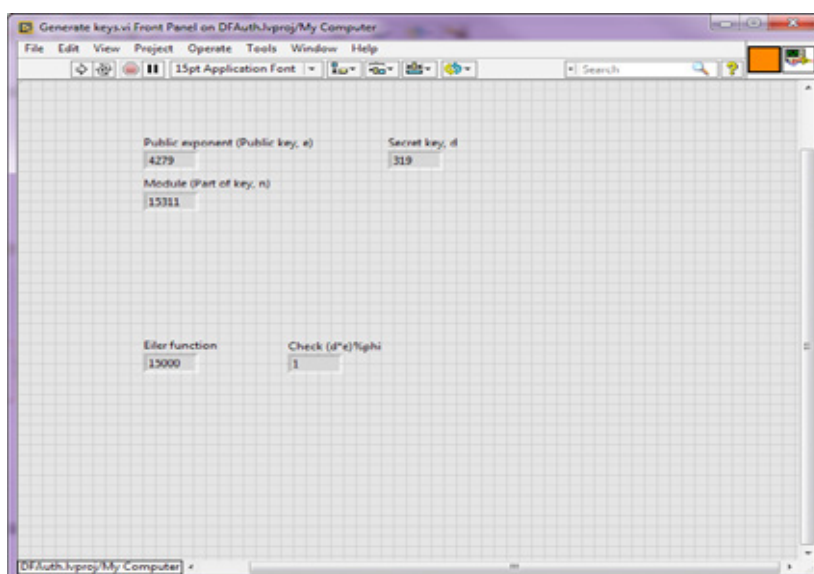 Generate keys.vi Front Panel on DFAuth.lvproj/My Computer
File Edit View Project Operate Tools Window Help
15pt Application Font Search ?
Public exponent (Public key, e) Secret key, d
4279 319
Module (Part of key, n)
15311
Eiler function Check (d*e)%phi
15000 1
DFAuth.lvproj/My Computer